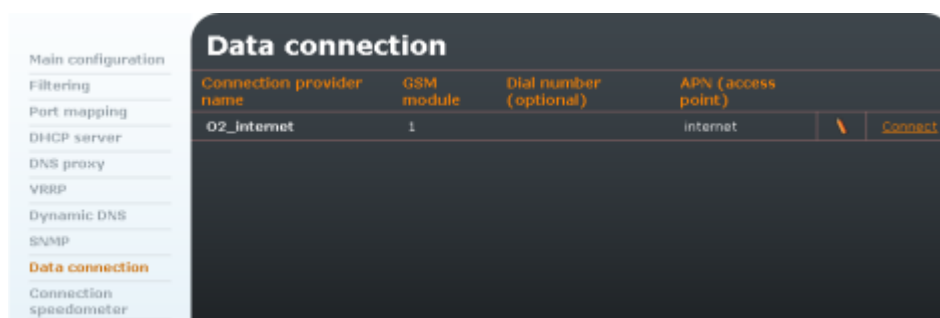 Main configuration
Filtering
Port mapping
DHCP server
DNS proxy
VRRP
Dynamic DNS
SNMP
Data connection
Connection
speedometer
Data connection
Connection provider name
GSM module
Dial number (optional)
APN (access point)
O2_internet
1
internet
Connect